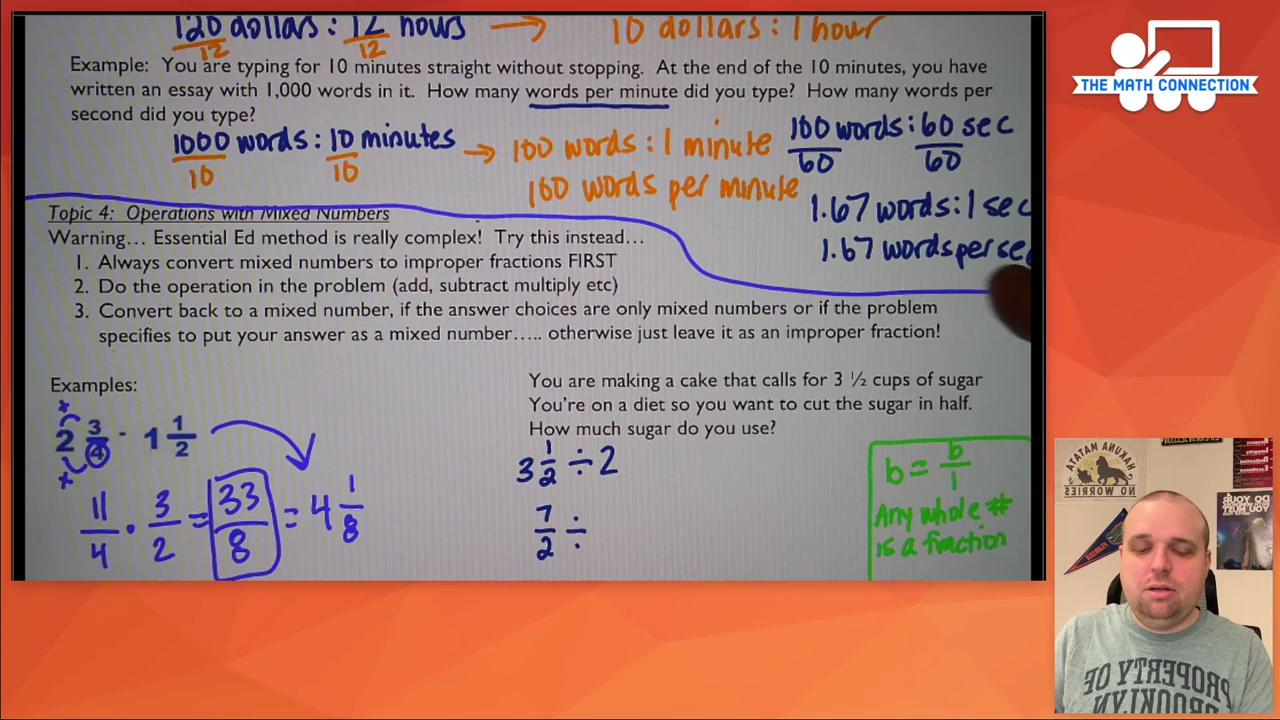 120 dollars : 12 hours → 10 dollars : 1 hour
12 12
Example: You are typing for 10 minutes straight without stopping. At the end of the 10 minutes, you have
written an essay with 1,000 words in it. How many words per minute did you type? How many words per
second did you type?
1000 words : 10 minutes → 100 words : 1 minute
10 10
100 words per minute
100 words : 60 sec
60 60
1.67 words : 1 sec
1.67 words per sec
Topic 4: Operations with Mixed Numbers
Warning... Essential Ed method is really complex! Try this instead...
1. Always convert mixed numbers to improper fractions FIRST
2. Do the operation in the problem (add, subtract multiply etc)
3. Convert back to a mixed number, if the answer choices are only mixed numbers or if the problem
specifies to put your answer as a mixed number..... otherwise just leave it as an improper fraction!
Examples:
2 3/4 · 1 1/2
11/4 · 3/2 = 33/8 = 4 1/8
You are making a cake that calls for 3 ½ cups of sugar
You're on a diet so you want to cut the sugar in half.
How much sugar do you use?
3 1/2 ÷ 2
7/2 ÷
b = b/1
Any whole #
is a fraction
THE MATH CONNECTION
HAKUNA MATATA
NO WORRIES
DO YOU
YOU MUST
PROPERTY OF
BROOKLYN